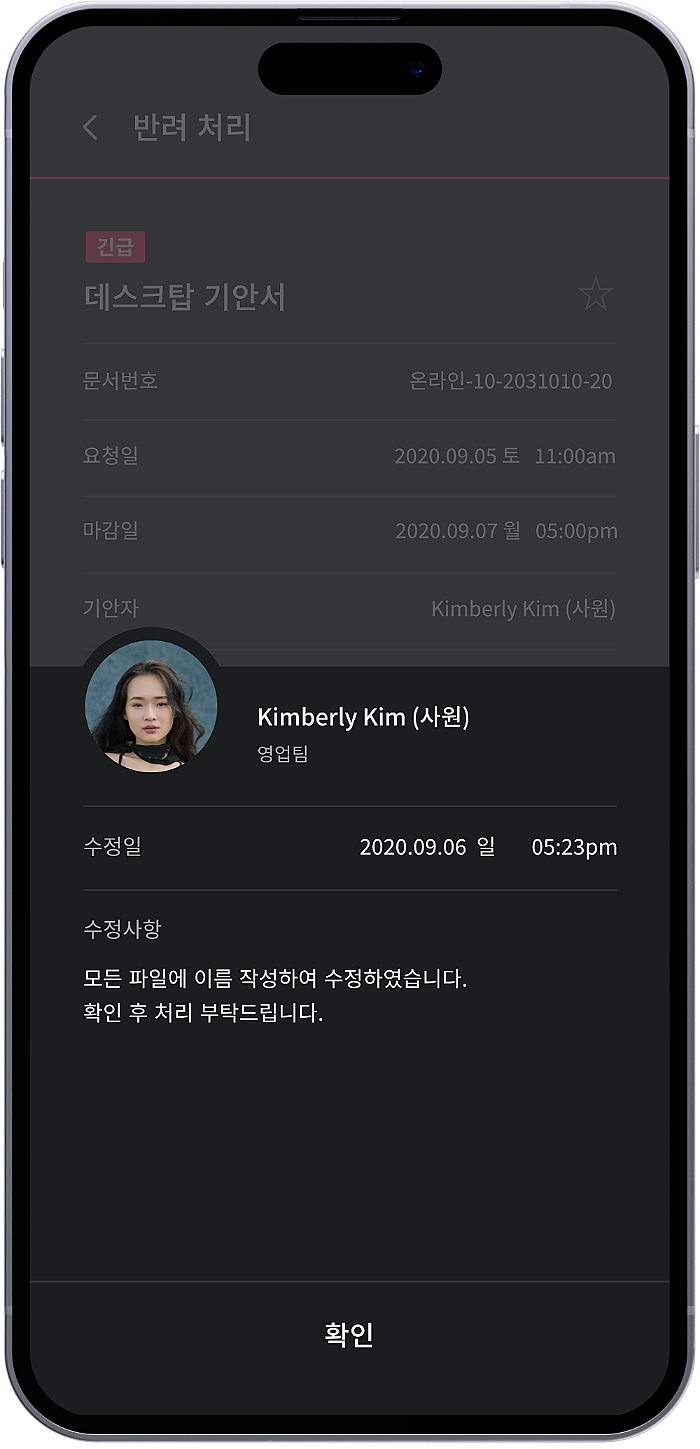 반려 처리
긴급
데스크탑 기안서
문서번호 온라인-10-2031010-20
요청일 2020.09.05 토 11:00am
마감일 2020.09.07 월 05:00pm
기안자 Kimberly Kim (사원)
Kimberly Kim (사원)
영업팀
수정일 2020.09.06 일 05:23pm
수정사항
모든 파일에 이름 작성하여 수정하였습니다.
확인 후 처리 부탁드립니다.
확인